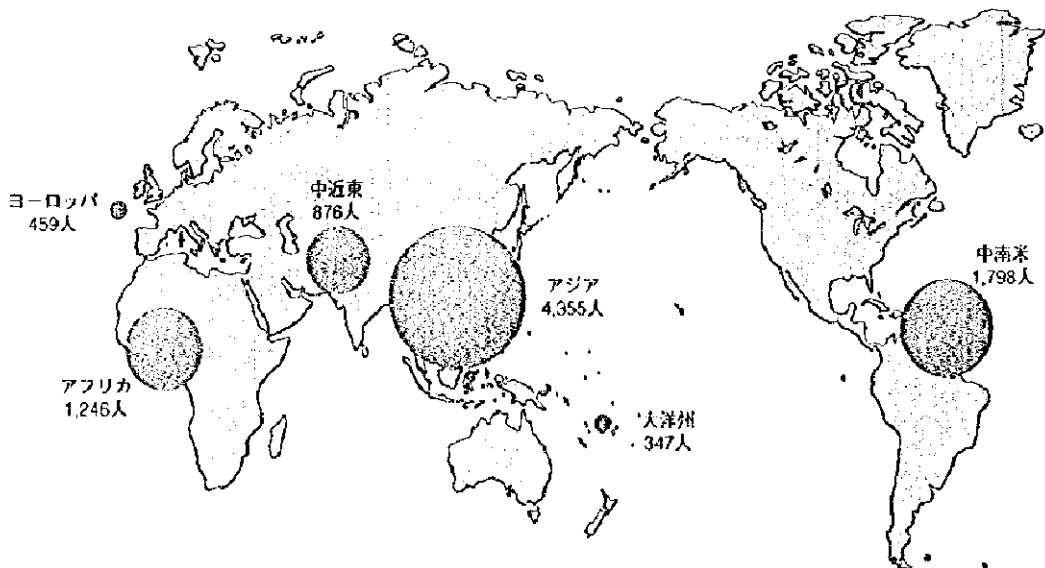 ヨーロッパ
459人
中近東
876人
アジア
4,355人
中南米
1,798人
アフリカ
1,246人
大洋州
347人